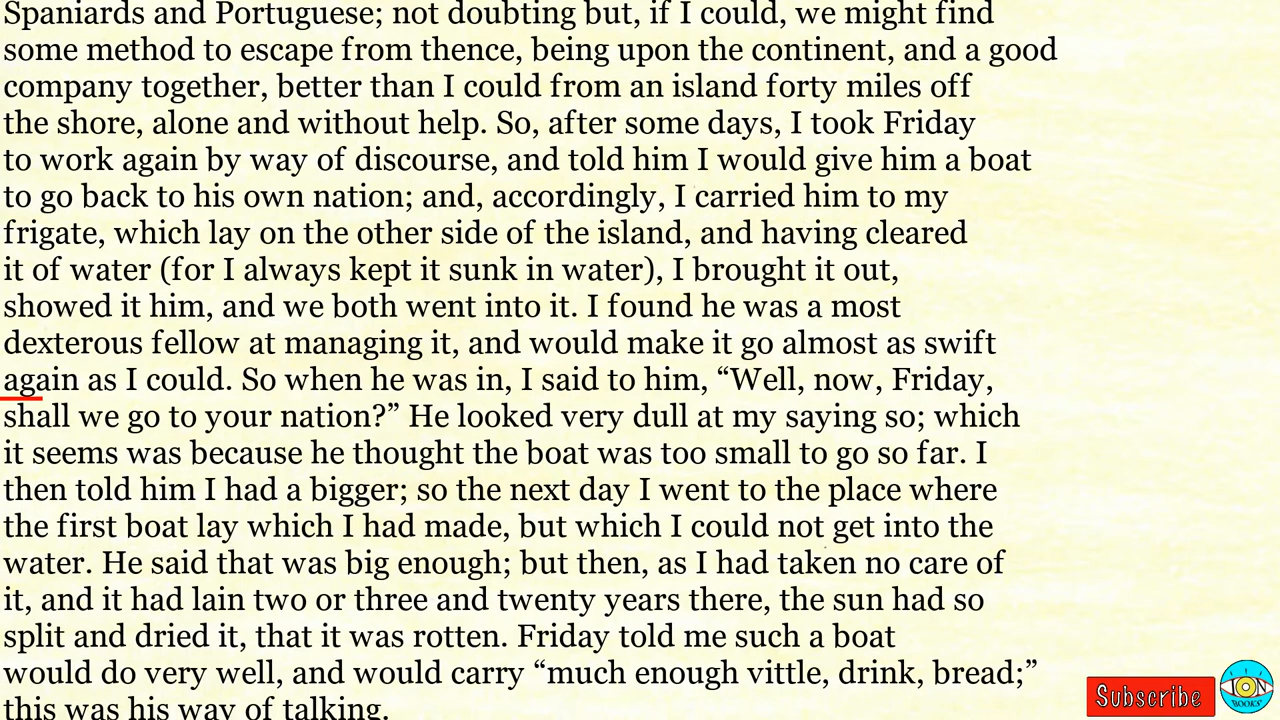 Spaniards and Portuguese; not doubting but, if I could, we might find
some method to escape from thence, being upon the continent, and a good
company together, better than I could from an island forty miles off
the shore, alone and without help. So, after some days, I took Friday
to work again by way of discourse, and told him I would give him a boat
to go back to his own nation; and, accordingly, I carried him to my
frigate, which lay on the other side of the island, and having cleared
it of water (for I always kept it sunk in water), I brought it out,
showed it him, and we both went into it. I found he was a most
dexterous fellow at managing it, and would make it go almost as swift
again as I could. So when he was in, I said to him, “Well, now, Friday,
shall we go to your nation?” He looked very dull at my saying so; which
it seems was because he thought the boat was too small to go so far. I
then told him I had a bigger; so the next day I went to the place where
the first boat lay which I had made, but which I could not get into the
water. He said that was big enough; but then, as I had taken no care of
it, and it had lain two or three and twenty years there, the sun had so
split and dried it, that it was rotten. Friday told me such a boat
would do very well, and would carry “much enough vittle, drink, bread;”
this was his way of talking.
Subscribe
ION
BOOKS